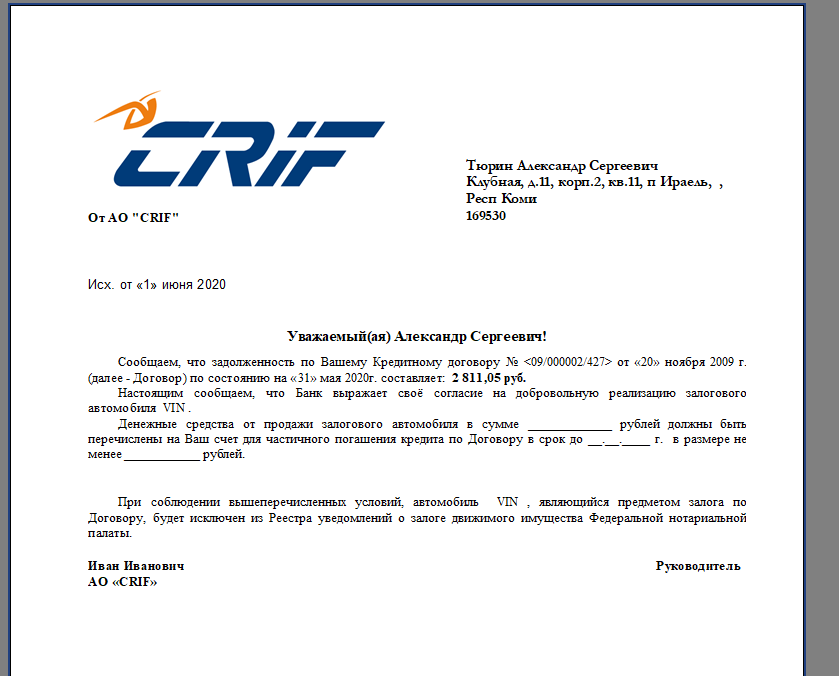 CRIF
Тюрин Александр Сергеевич
Клубная, д.11, корп.2, кв.11, п Ираель, ,
Респ Коми
169530
От АО "CRIF"
Исх. от «1» июня 2020
Уважаемый(ая) Александр Сергеевич!
Сообщаем, что задолженность по Вашему Кредитному договору № <09/000002/427> от «20» ноября 2009 г.
(далее - Договор) по состоянию на «31» мая 2020г. составляет: 2 811,05 руб.
Настоящим сообщаем, что Банк выражает своё согласие на добровольную реализацию залогового
автомобиля VIN .
Денежные средства от продажи залогового автомобиля в сумме _____________ рублей должны быть
перечислены на Ваш счет для частичного погашения кредита по Договору в срок до __.__.____ г. в размере не
менее ____________ рублей.
При соблюдении вышеперечисленных условий, автомобиль VIN , являющийся предметом залога по
Договору, будет исключен из Реестра уведомлений о залоге движимого имущества Федеральной нотариальной
палаты.
Иван Иванович Руководитель
АО «CRIF»